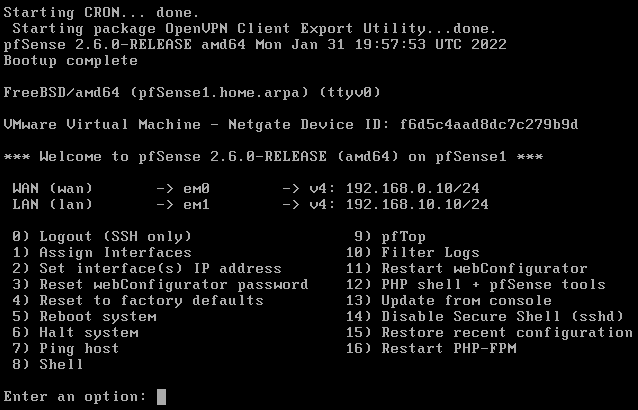 Starting CRON... done.
 Starting package OpenVPN Client Export Utility...done.
pfSense 2.6.0-RELEASE amd64 Mon Jan 31 19:57:53 UTC 2022
Bootup complete

FreeBSD/amd64 (pfSense1.home.arpa) (ttyv0)

VMware Virtual Machine - Netgate Device ID: f6d5c4aad8dc7c279b9d

*** Welcome to pfSense 2.6.0-RELEASE (amd64) on pfSense1 ***

 WAN (wan)       -> em0        -> v4: 192.168.0.10/24
 LAN (lan)       -> em1        -> v4: 192.168.10.10/24

 0) Logout (SSH only)                  9) pfTop
 1) Assign Interfaces                 10) Filter Logs
 2) Set interface(s) IP address       11) Restart webConfigurator
 3) Reset webConfigurator password    12) PHP shell + pfSense tools
 4) Reset to factory defaults         13) Update from console
 5) Reboot system                     14) Disable Secure Shell (sshd)
 6) Halt system                       15) Restore recent configuration
 7) Ping host                         16) Restart PHP-FPM
 8) Shell

Enter an option: